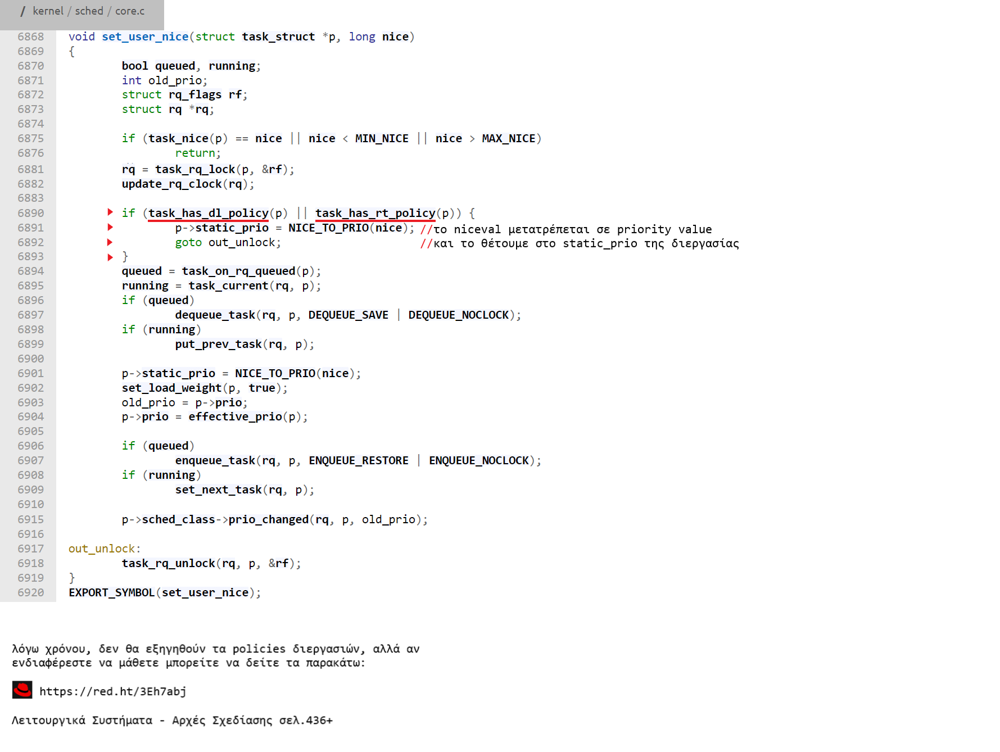 / kernel / sched / core.c
6868 void set_user_nice(struct task_struct *p, long nice)
6869 {
6870 bool queued, running;
6871 int old_prio;
6872 struct rq_flags rf;
6873 struct rq *rq;
6874
6875 if (task_nice(p) == nice || nice < MIN_NICE || nice > MAX_NICE)
6876 return;
6881 rq = task_rq_lock(p, &rf);
6882 update_rq_clock(rq);
6883
6890 if (task_has_dl_policy(p) || task_has_rt_policy(p)) {
6891 p->static_prio = NICE_TO_PRIO(nice); //το niceval μετατρέπεται σε priority value
6892 goto out_unlock; //και το θέτουμε στο static_prio της διεργασίας
6893 }
6894 queued = task_on_rq_queued(p);
6895 running = task_current(rq, p);
6896 if (queued)
6897 dequeue_task(rq, p, DEQUEUE_SAVE | DEQUEUE_NOCLOCK);
6898 if (running)
6899 put_prev_task(rq, p);
6900
6901 p->static_prio = NICE_TO_PRIO(nice);
6902 set_load_weight(p, true);
6903 old_prio = p->prio;
6904 p->prio = effective_prio(p);
6905
6906 if (queued)
6907 enqueue_task(rq, p, ENQUEUE_RESTORE | ENQUEUE_NOCLOCK);
6908 if (running)
6909 set_next_task(rq, p);
6910
6915 p->sched_class->prio_changed(rq, p, old_prio);
6916
6917 out_unlock:
6918 task_rq_unlock(rq, p, &rf);
6919 }
6920 EXPORT_SYMBOL(set_user_nice);
λόγω χρόνου, δεν θα εξηγηθούν τα policies διεργασιών, αλλά αν
ενδιαφέρεστε να μάθετε μπορείτε να δείτε τα παρακάτω:
https://red.ht/3Eh7abj
Λειτουργικά Συστήματα - Αρχές Σχεδίασης σελ.436+